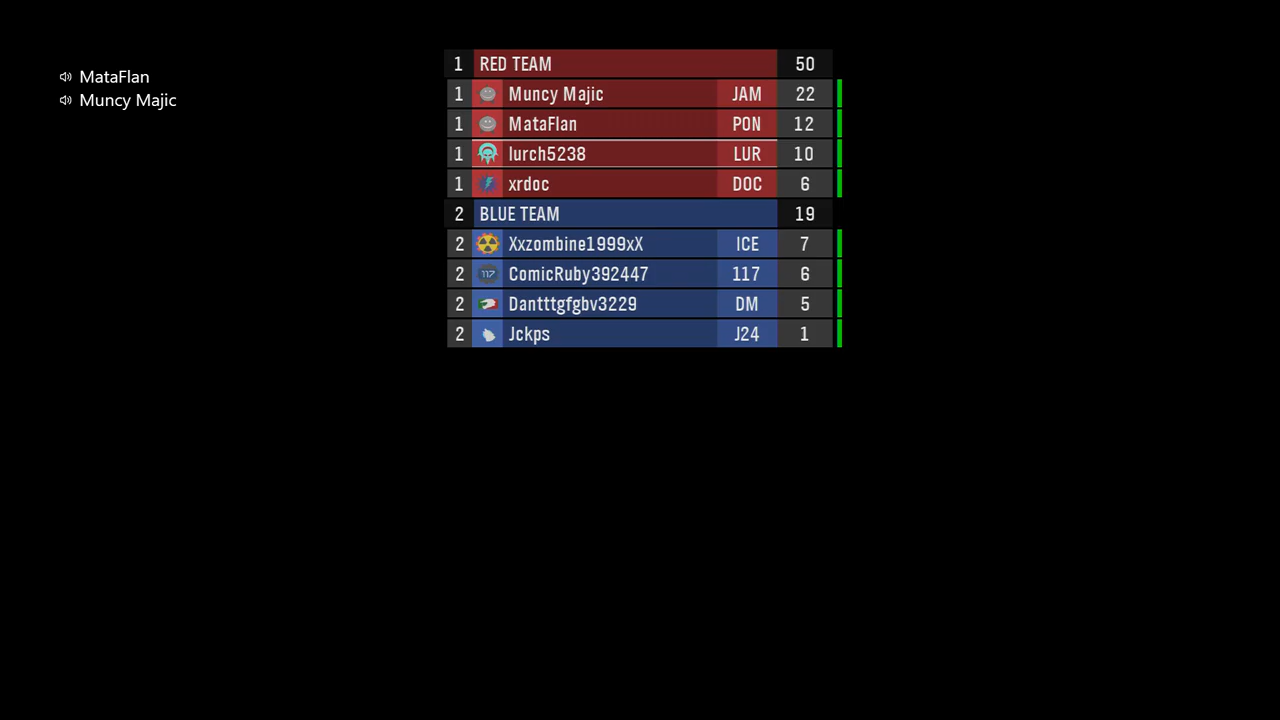 MataFlan
Muncy Majic
1 RED TEAM 50
1 Muncy Majic JAM 22
1 MataFlan PON 12
1 lurch5238 LUR 10
1 xrdoc DOC 6
2 BLUE TEAM 19
2 Xxzombine1999xX ICE 7
2 117 ComicRuby392447 117 6
2 Dantttgfgbv3229 DM 5
2 Jckps J24 1